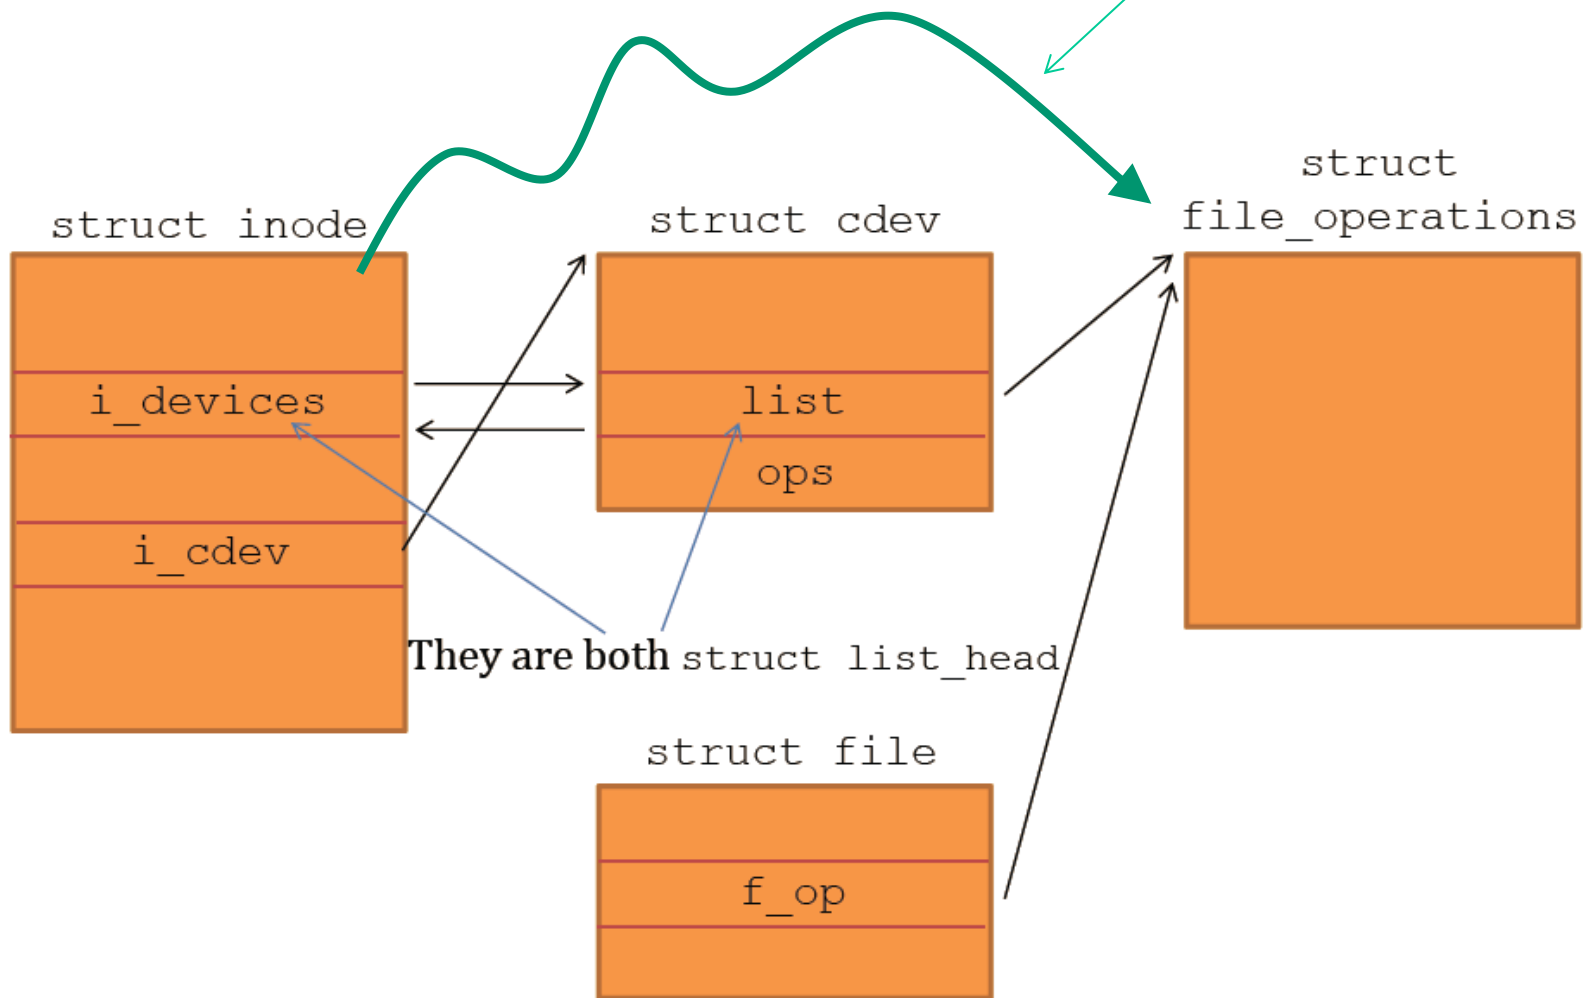 struct inode
i_devices
i_cdev
struct cdev
list
ops
struct
file_operations
They are both struct list_head
struct file
f_op